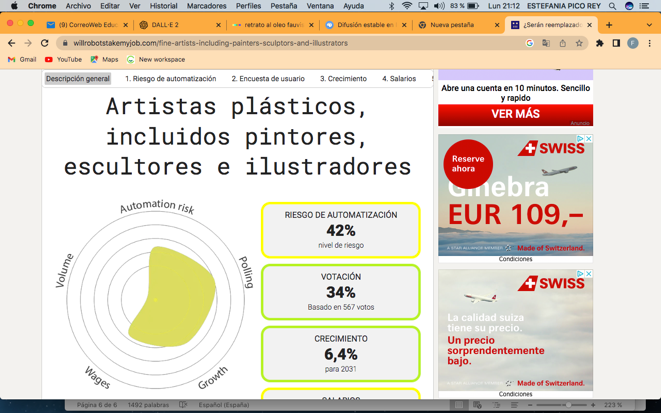 Chrome Archivo Editar Ver Historial Marcadores Perfiles Pestaña Ventana Ayuda 83 % Lun 21:12 ESTEFANIA PICO REY
(9) CorreoWeb Educ DALL·E 2 retrato al oleo fauvis Difusión estable en Nueva pestaña ¿Serán reemplazado
willrobotstakemyjob.com/fine-artists-including-painters-sculptors-and-illustrators
Gmail YouTube Maps New workspace
Descripción general 1. Riesgo de automatización 2. Encuesta de usuario 3. Crecimiento 4. Salarios
Artistas plásticos,
incluidos pintores,
escultores e ilustradores
Automation risk
Polling
Growth
Wages
Volume
RIESGO DE AUTOMATIZACIÓN
42%
nivel de riesgo
VOTACIÓN
34%
Basado en 567 votos
CRECIMIENTO
6,4%
para 2031
SALARIOS
Abre una cuenta en 10 minutos. Sencillo
y rapido
VER MÁS
Anuncio
SWISS
Reserve
ahora
Ginebra
EUR 109,–
Made of Switzerland.
Condiciones
SWISS
La calidad suiza
tiene su precio.
Un precio
sorprendentemente
bajo.
Made of Switzerland.
Condiciones
Página 6 de 6 1492 palabras Español (España) 223 %